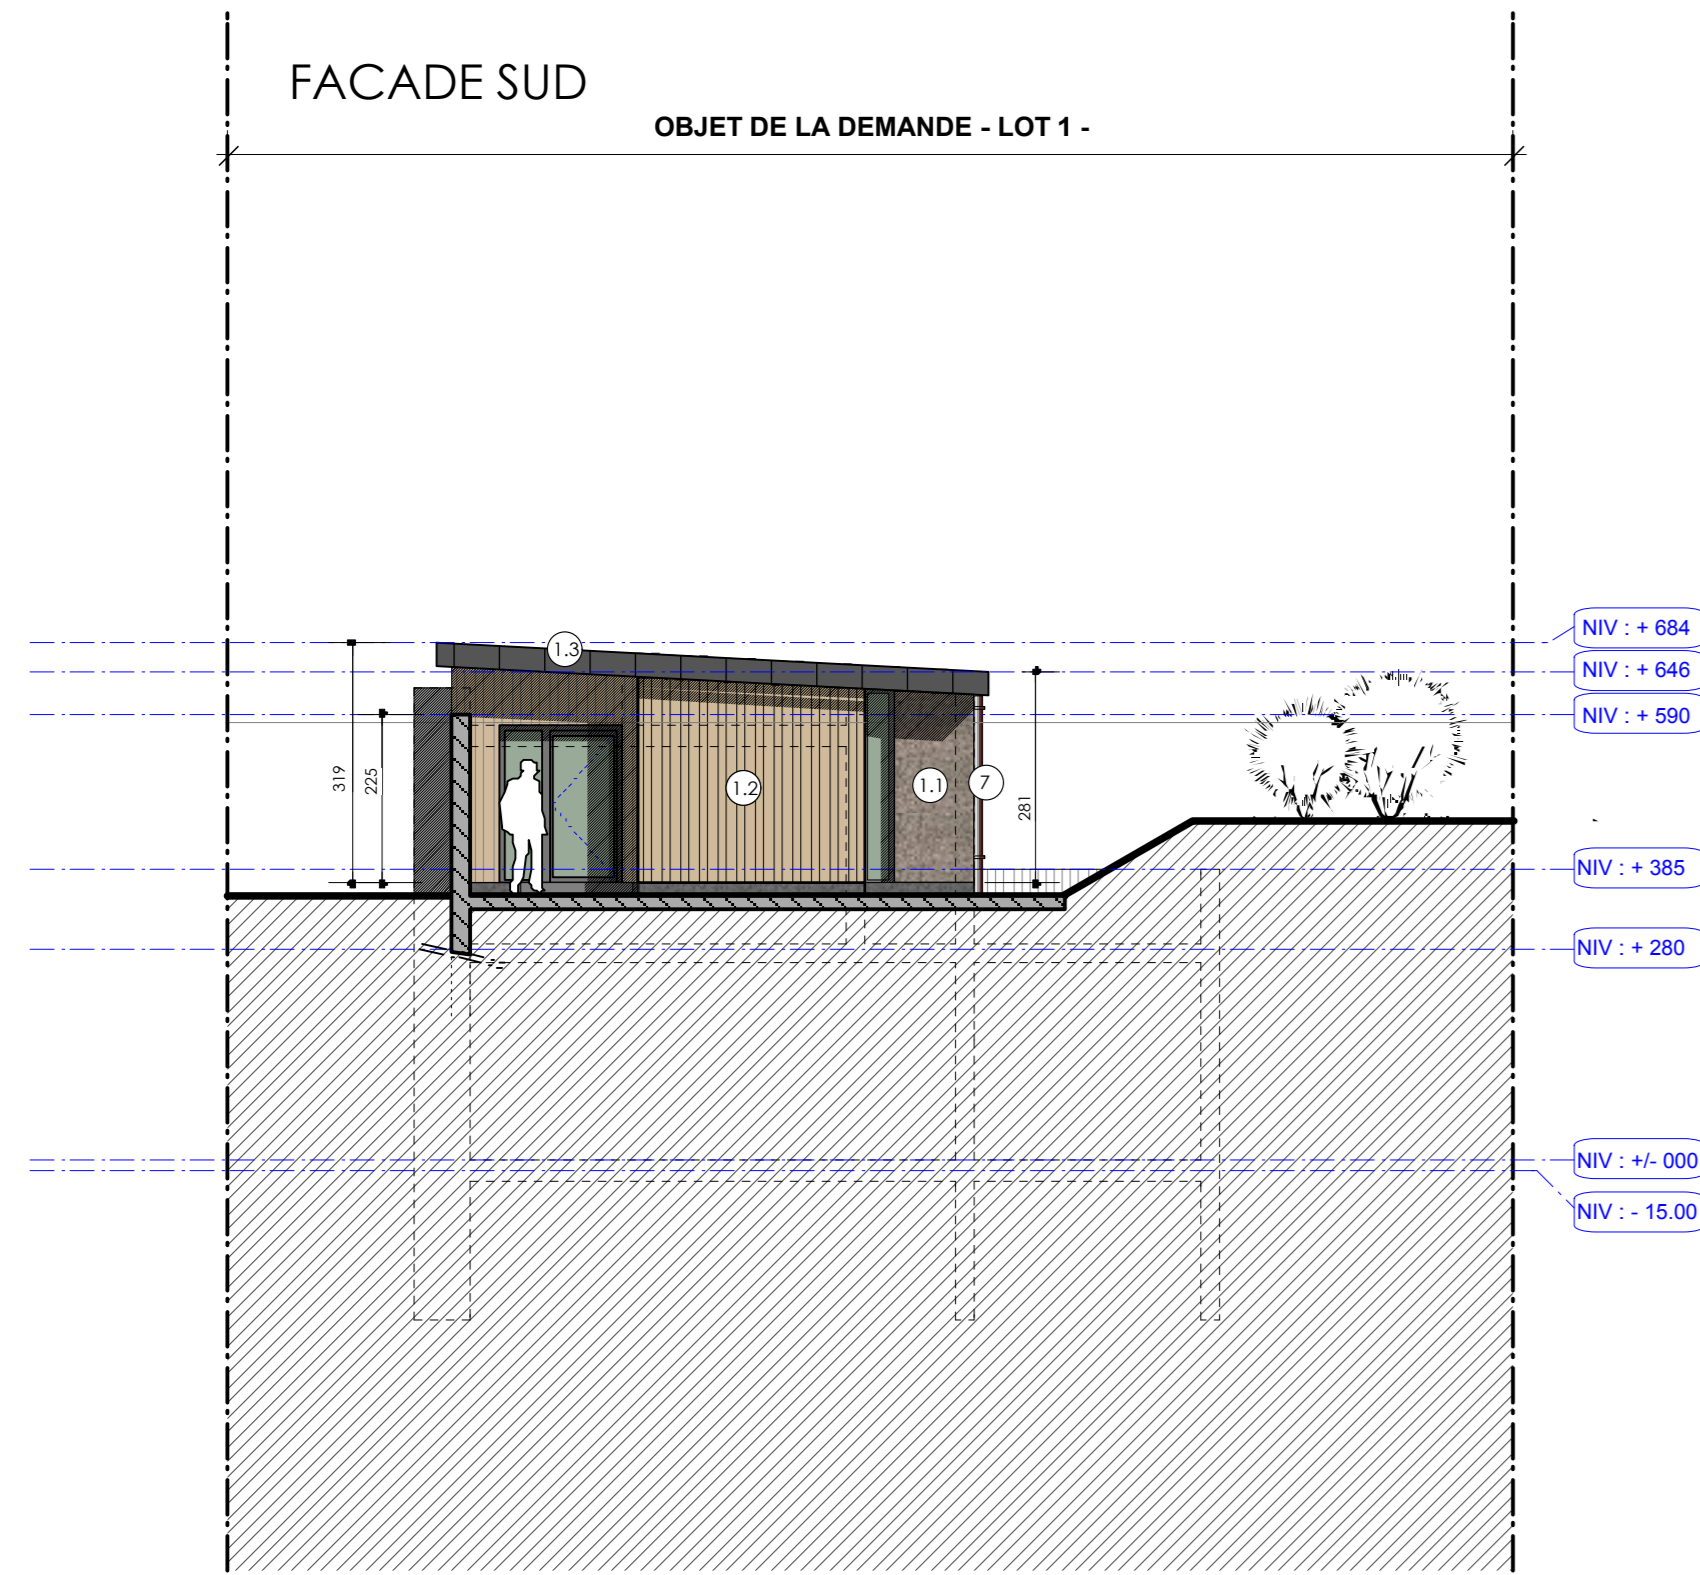 FACADE SUD
OBJET DE LA DEMANDE - LOT 1 -
NIV : + 684
1.3
NIV : + 646
NIV : + 590
319
225
1.2
1.1
7
281
NIV : + 385
NIV : + 280
NIV : +/- 000
NIV : - 15.00